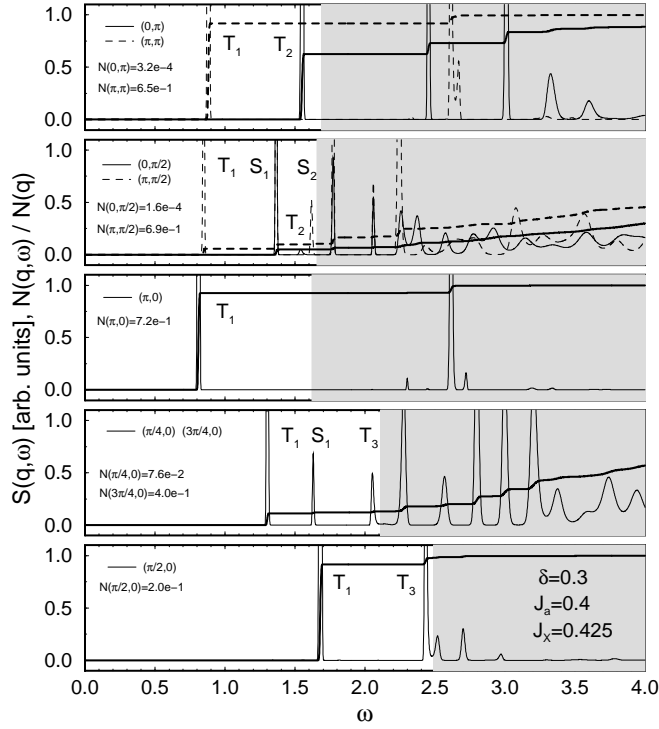 S(q,ω) [arb. units], N(q,ω) / N(q)
1.0
0.5
0.0
(0,π)
(π,π)
N(0,π)=3.2e−4
N(π,π)=6.5e−1
T1 T2
1.0
0.5
0.0
(0,π/2)
(π,π/2)
N(0,π/2)=1.6e−4
N(π,π/2)=6.9e−1
T1 S1 S2
T2
1.0
0.5
0.0
(π,0)
N(π,0)=7.2e−1
T1
1.0
0.5
0.0
(π/4,0) (3π/4,0)
N(π/4,0)=7.6e−2
N(3π/4,0)=4.0e−1
T1 S1 T3
1.0
0.5
0.0
(π/2,0)
N(π/2,0)=2.0e−1
T1 T3
δ=0.3
Ja=0.4
JX=0.425
0.0 0.5 1.0 1.5 2.0 2.5 3.0 3.5 4.0
ω